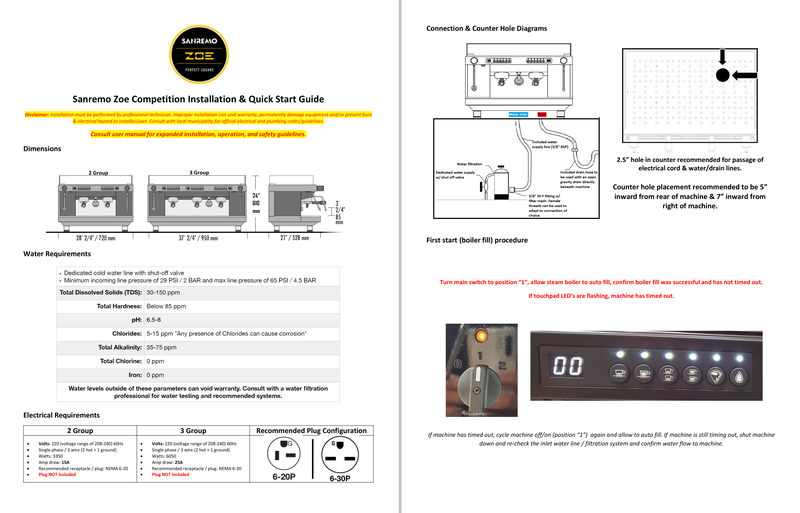 SANREMO
ZOE
PERFECT SQUARE
Sanremo Zoe Competition Installation & Quick Start Guide
Disclaimer: Installation must be performed by professional technician. Improper installation can void warranty, permanently damage equipment and/or present burn
& electrical hazard to installer/user. Consult with local municipality for official electrical and plumbing codes/guidelines.
Consult user manual for expanded installation, operation, and safety guidelines.
Dimensions
2 Group
3 Group
28' 2/4" / 720 mm
37' 2/4" / 950 mm
21" / 528 mm
24"
mm
3'
2/4"
85
mm
Water Requirements
• Dedicated cold water line with shut-off valve
• Minimum incoming line pressure of 29 PSI / 2 BAR and max line pressure of 65 PSI / 4.5 BAR
Total Dissolved Solids (TDS): 30-150 ppm
Total Hardness: Below 85 ppm
pH: 6.5-8
Chlorides: 5-15 ppm *Any presence of Chlorides can cause corrosion*
Total Alkalinity: 35-75 ppm
Total Chlorine: 0 ppm
Iron: 0 ppm
Water levels outside of these parameters can void warranty. Consult with a water filtration
professional for water testing and recommended systems.
Electrical Requirements
2 Group
• Volts: 220 (voltage range of 208-240) 60Hz
• Single phase / 3 wire (2 hot + 1 ground)
• Watts: 3350
• Amp draw: 15A
• Recommended receptacle / plug: NEMA 6-20
• Plug NOT included
3 Group
• Volts: 220 (voltage range of 208-240) 60Hz
• Single phase / 3 wire (2 hot + 1 ground)
• Watts: 6050
• Amp draw: 25A
• Recommended receptacle / plug: NEMA 6-30
• Plug NOT included
Recommended Plug Configuration
G
6-20P
G
6-30P
Connection & Counter Hole Diagrams
Included water
supply line (3/8" BSP)
Water filtration
Dedicated water supply
w/ shut off valve
Included drain hose to
be used with an open
gravity drain directly
beneath machine
3/8" M-F fitting w/
filter mesh. Female
threads can be used to
adapt to connection of
choice
2.5” hole in counter recommended for passage of
electrical cord & water/drain lines.
Counter hole placement recommended to be 5”
inward from rear of machine & 7” inward from
right of machine.
First start (boiler fill) procedure
Turn main switch to position “1”, allow steam boiler to auto fill, confirm boiler fill was successful and has not timed out.
If touchpad LED’s are flashing, machine has timed out.
00
If machine has timed out, cycle machine off/on (position “1”) again and allow to auto fill. If machine is still timing out, shut machine
down and re-check the inlet water line / filtration system and confirm water flow to machine.